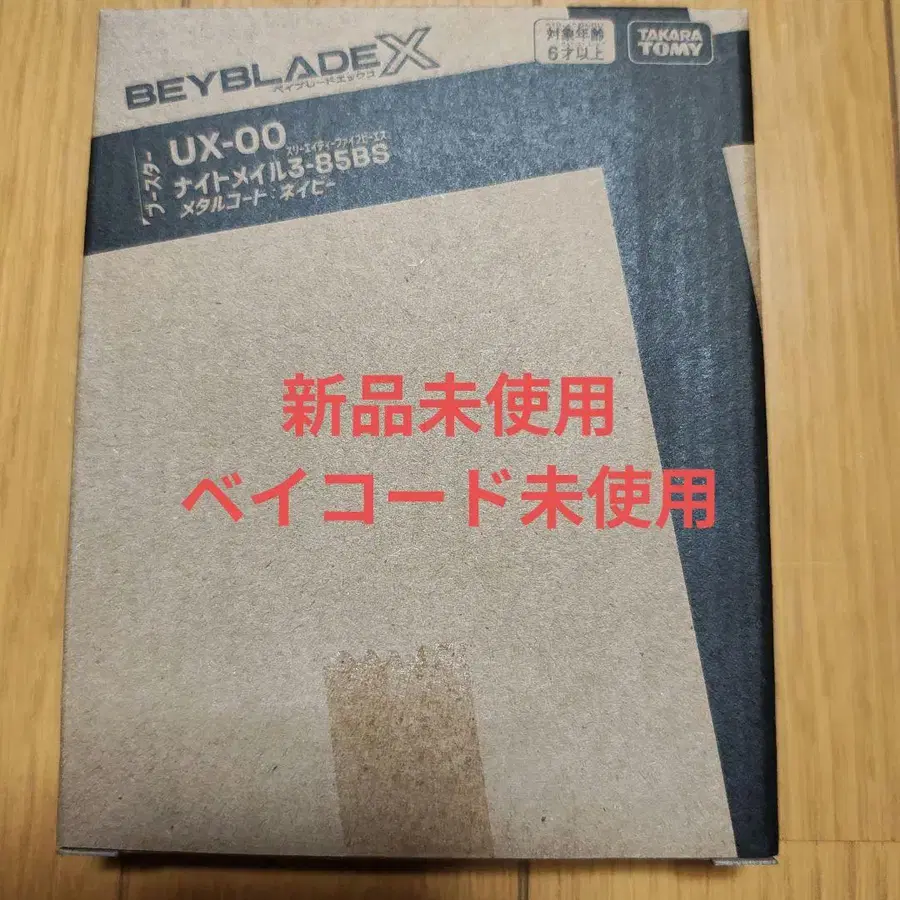 BEYBLADE X
ベイブレードエックス
対象年齢
6才以上
TAKARA
TOMY
ブースター
UX-00
スリーエイティーファイブビーエス
ナイトメイル3-85BS
メタルコート:ネイビー
新品未使用
ベイコード未使用